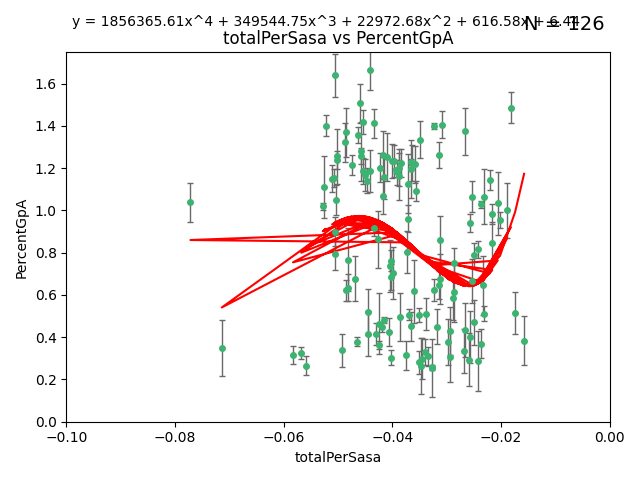 y = 1856365.61x^4 + 349544.75x^3 + 22972.68x^2 + 616.58x + 6.44
N = 126
totalPerSasa vs PercentGpA
PercentGpA
1.6
1.4
1.2
1.0
0.8
0.6
0.4
0.2
0.0
−0.10 −0.08 −0.06 −0.04 −0.02 0.00
totalPerSasa